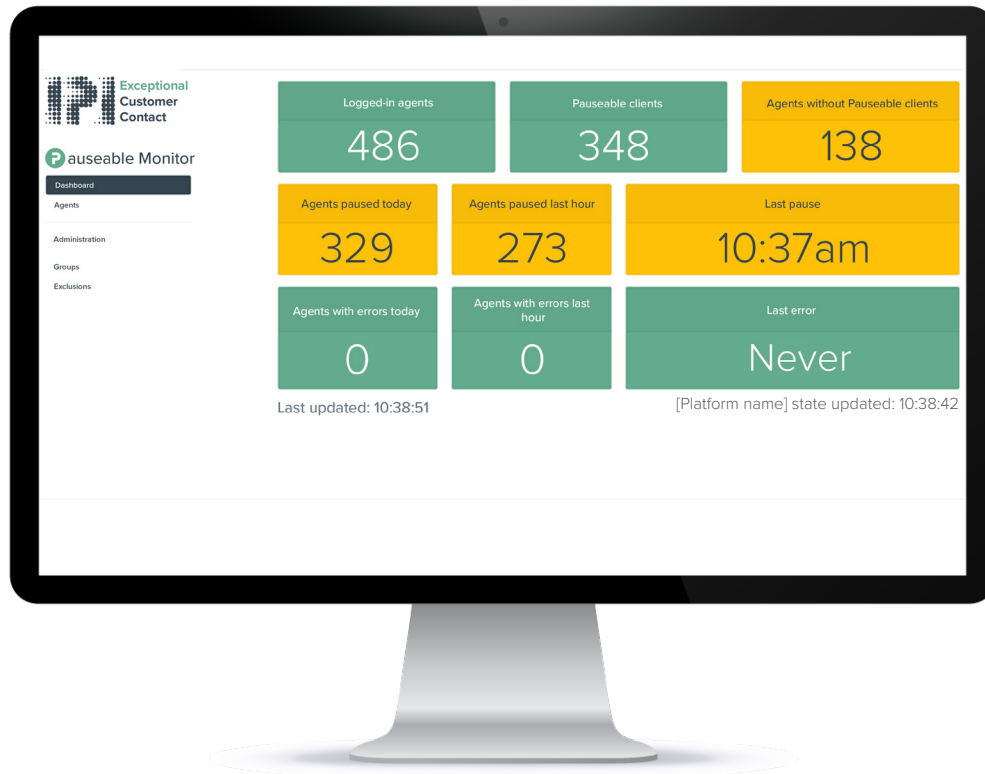 IPI
Exceptional
Customer
Contact
Pauseable Monitor
Dashboard
Agents
Administration
Groups
Exclusions
Logged-in agents
486
Pauseable clients
348
Agents without Pauseable clients
138
Agents paused today
329
Agents paused last hour
273
Last pause
10:37am
Agents with errors today
0
Agents with errors last
hour
0
Last error
Never
Last updated: 10:38:51
[Platform name] state updated: 10:38:42